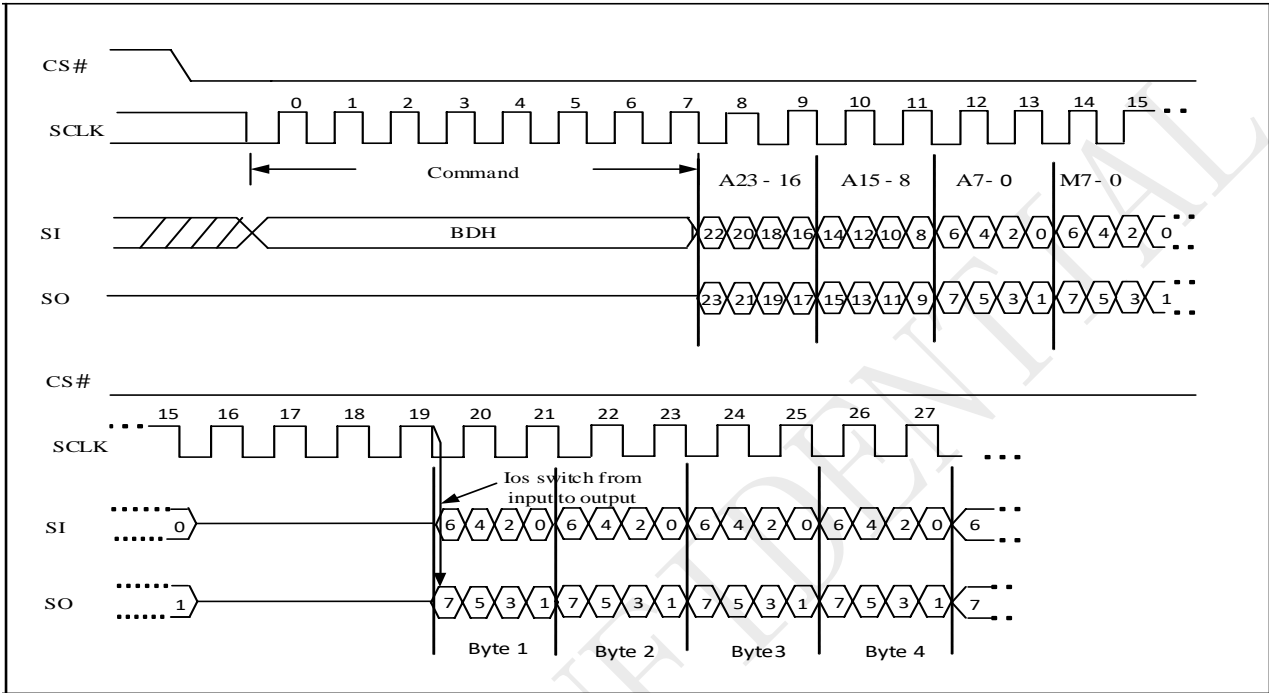 CS#
0 1 2 3 4 5 6 7 8 9 10 11 12 13 14 15
SCLK
Command A23 - 16 A15 - 8 A7- 0 M7- 0
SI BDH 22 20 18 16 14 12 10 8 6 4 2 0 6 4 2 0
SO 23 21 19 17 15 13 11 9 7 5 3 1 7 5 3 1
CS#
15 16 17 18 19 20 21 22 23 24 25 26 27
SCLK
Ios switch from
input to output
SI 0 6 4 2 0 6 4 2 0 6 4 2 0 6 4 2 0 6
SO 1 7 5 3 1 7 5 3 1 7 5 3 1 7 5 3 1 7
Byte 1 Byte 2 Byte3 Byte 4